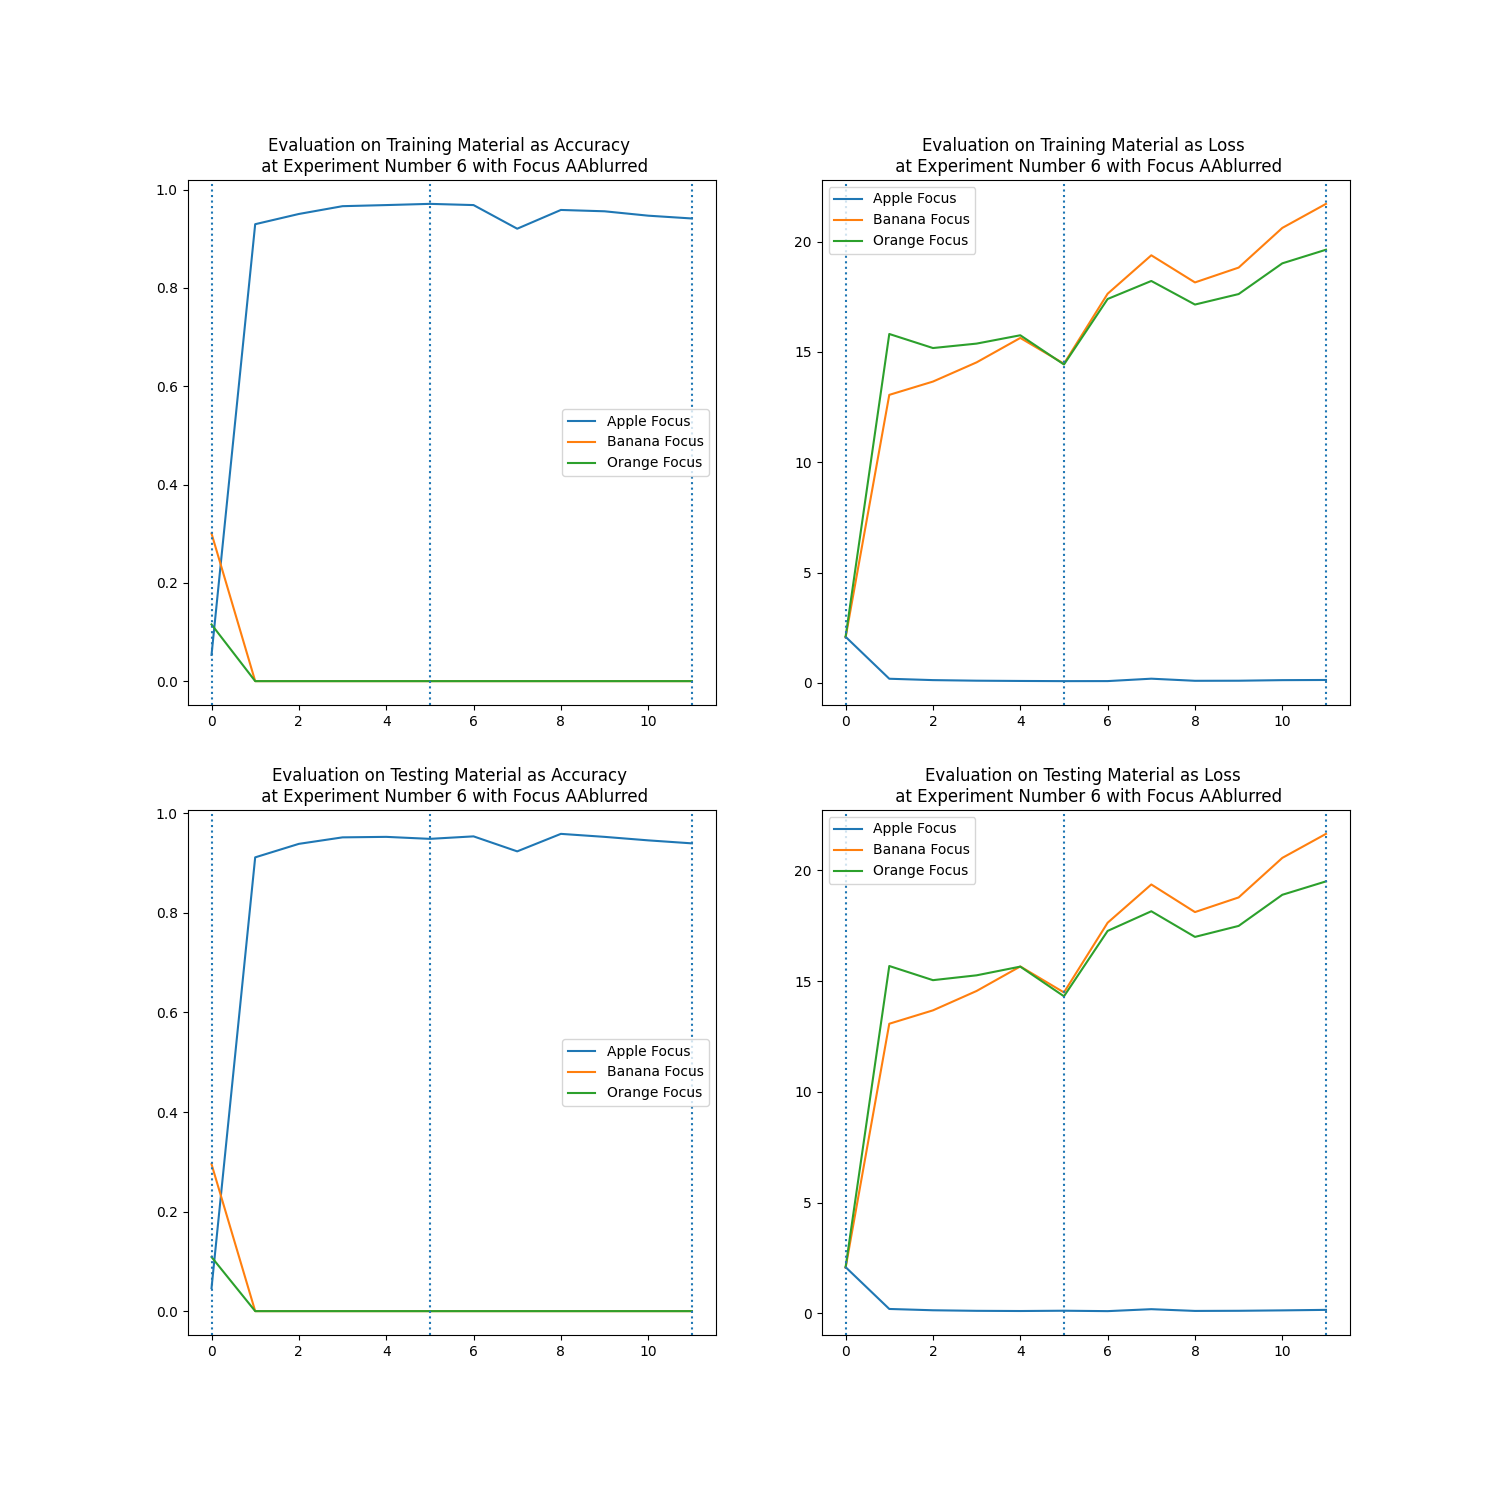 Evaluation on Training Material as Accuracy
at Experiment Number 6 with Focus AAblurred
1.0
0.8
0.6
0.4
0.2
0.0
Apple Focus
Banana Focus
Orange Focus
0 2 4 6 8 10
Evaluation on Training Material as Loss
at Experiment Number 6 with Focus AAblurred
Apple Focus
Banana Focus
Orange Focus
20
15
10
5
0
0 2 4 6 8 10
Evaluation on Testing Material as Accuracy
at Experiment Number 6 with Focus AAblurred
1.0
0.8
0.6
0.4
0.2
0.0
Apple Focus
Banana Focus
Orange Focus
0 2 4 6 8 10
Evaluation on Testing Material as Loss
at Experiment Number 6 with Focus AAblurred
Apple Focus
Banana Focus
Orange Focus
20
15
10
5
0
0 2 4 6 8 10